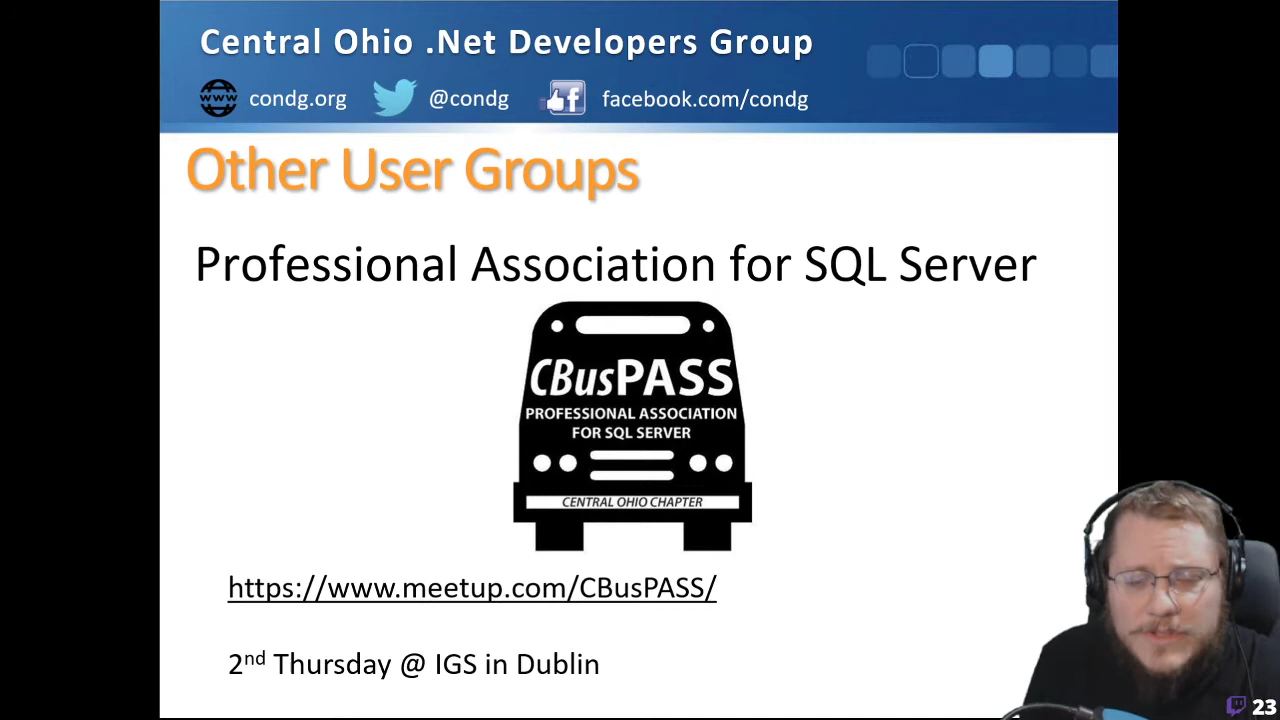 Central Ohio .Net Developers Group
www condg.org @condg facebook.com/condg
Other User Groups
Professional Association for SQL Server
CBusPASS
PROFESSIONAL ASSOCIATION
FOR SQL SERVER
CENTRAL OHIO CHAPTER
https://www.meetup.com/CBusPASS/
2nd Thursday @ IGS in Dublin
23